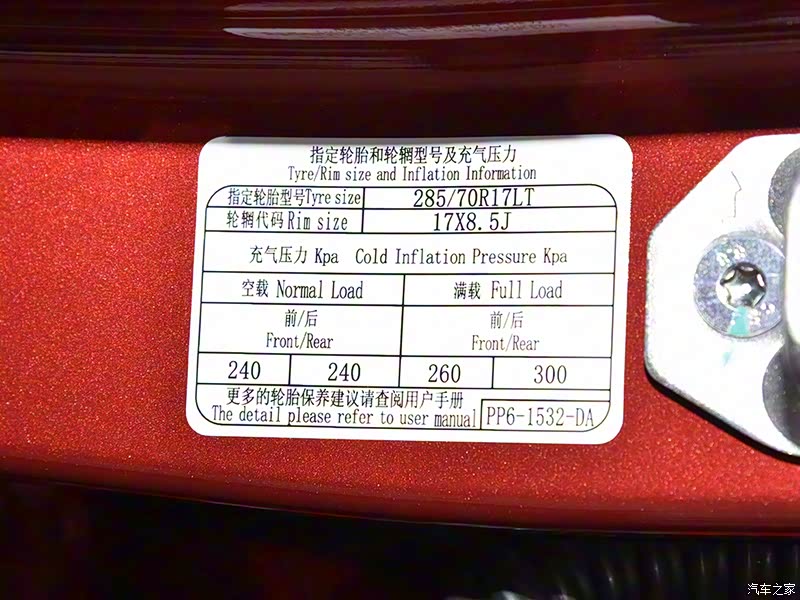 指定轮胎和轮辋型号及充气压力
Tyre/Rim size and Inflation Information
指定轮胎型号Tyre size 285/70R17LT
轮辋代码Rim size 17X8.5J
充气压力 Kpa Cold Inflation Pressure Kpa
空载 Normal Load 满载 Full Load
前/后 前/后
Front/Rear Front/Rear
240 240 260 300
更多的轮胎保养建议请查阅用户手册
The detail please refer to user manual PP6-1532-DA
汽车之家